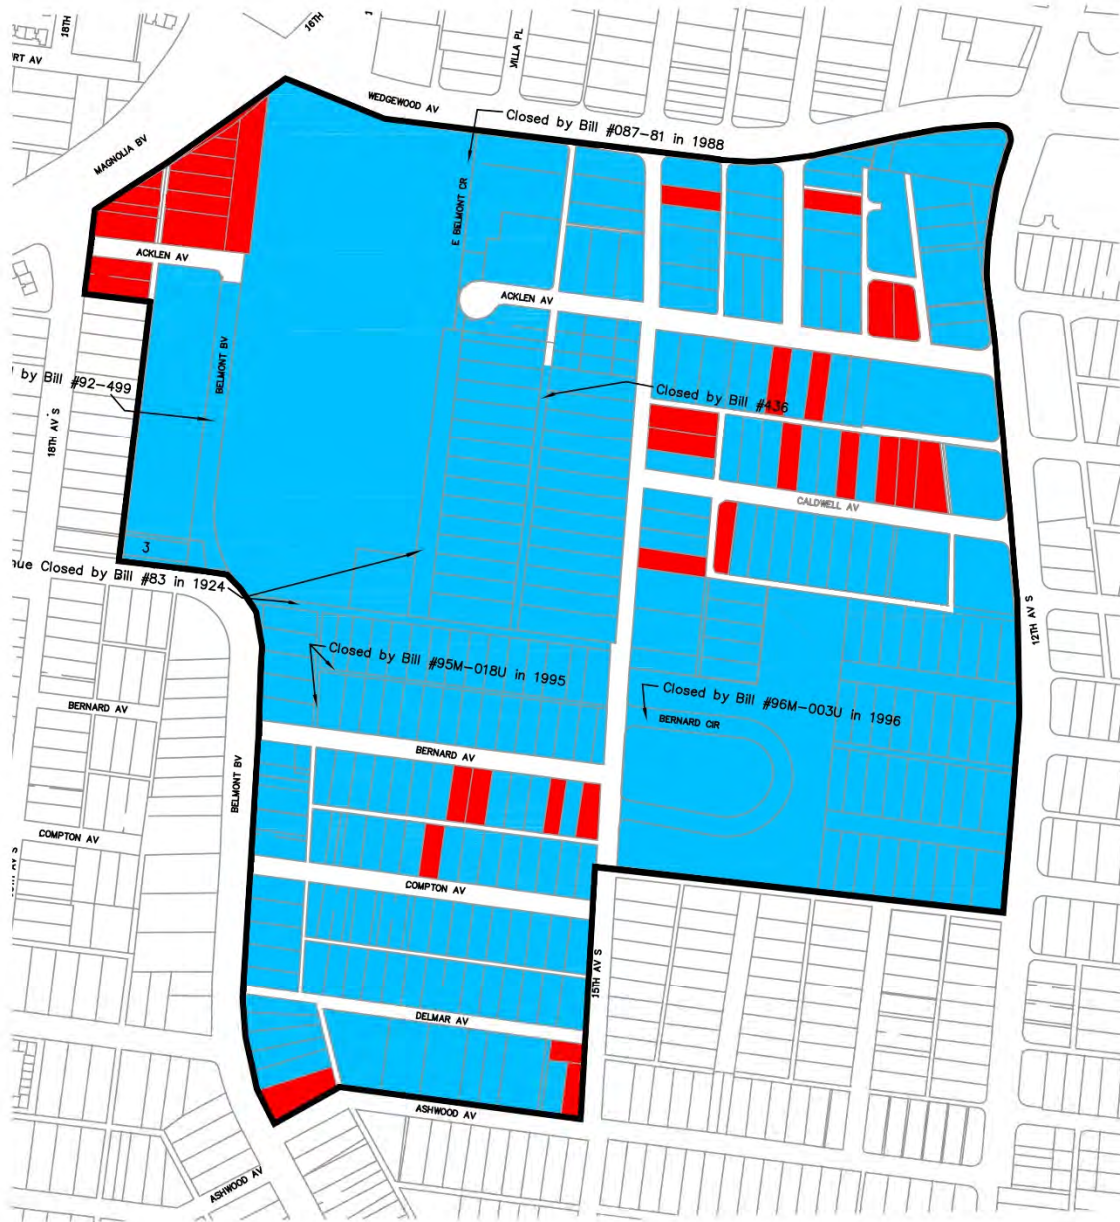 18TH
16TH
VILLA PL
RT AV
WEDGEWOOD AV
Closed by Bill #087-81 in 1988
MAGNOLIA BV
E BELMONT CR
ACKLEN AV
ACKLEN AV
BELMONT BV
l by Bill #92-499
Closed by Bill #436
18TH AV S
CALDWELL AV
3
nue Closed by Bill #83 in 1924
12TH AV S
Closed by Bill #95M-018U in 1995
Closed by Bill #96M-003U in 1996
BERNARD AV
BERNARD CIR
BERNARD AV
BELMONT BV
COMPTON AV
COMPTON AV
15TH AV S
DELMAR AV
ASHWOOD AV
ASHWOOD AV